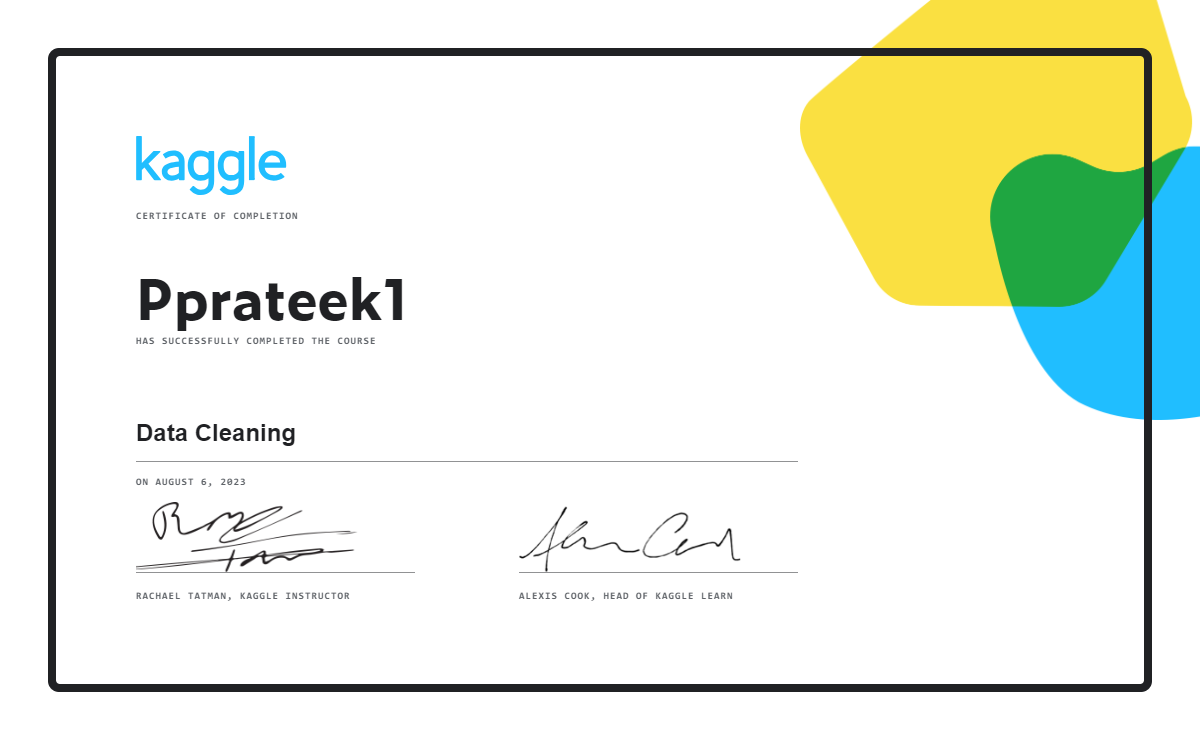 kaggle
CERTIFICATE OF COMPLETION
Pprateek1
HAS SUCCESSFULLY COMPLETED THE COURSE
Data Cleaning
ON AUGUST 6, 2023
RACHAEL TATMAN, KAGGLE INSTRUCTOR
ALEXIS COOK, HEAD OF KAGGLE LEARN